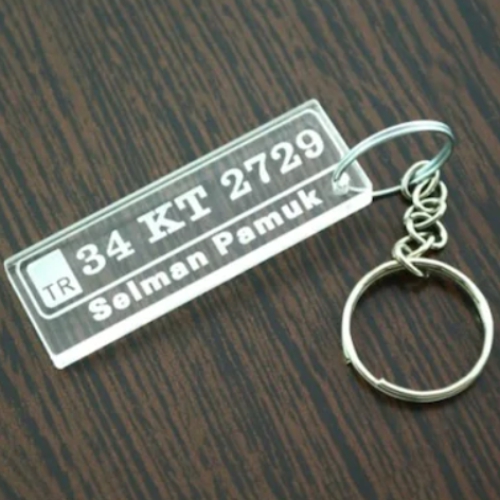 TR 34 KT 2729
Selman Pamuk